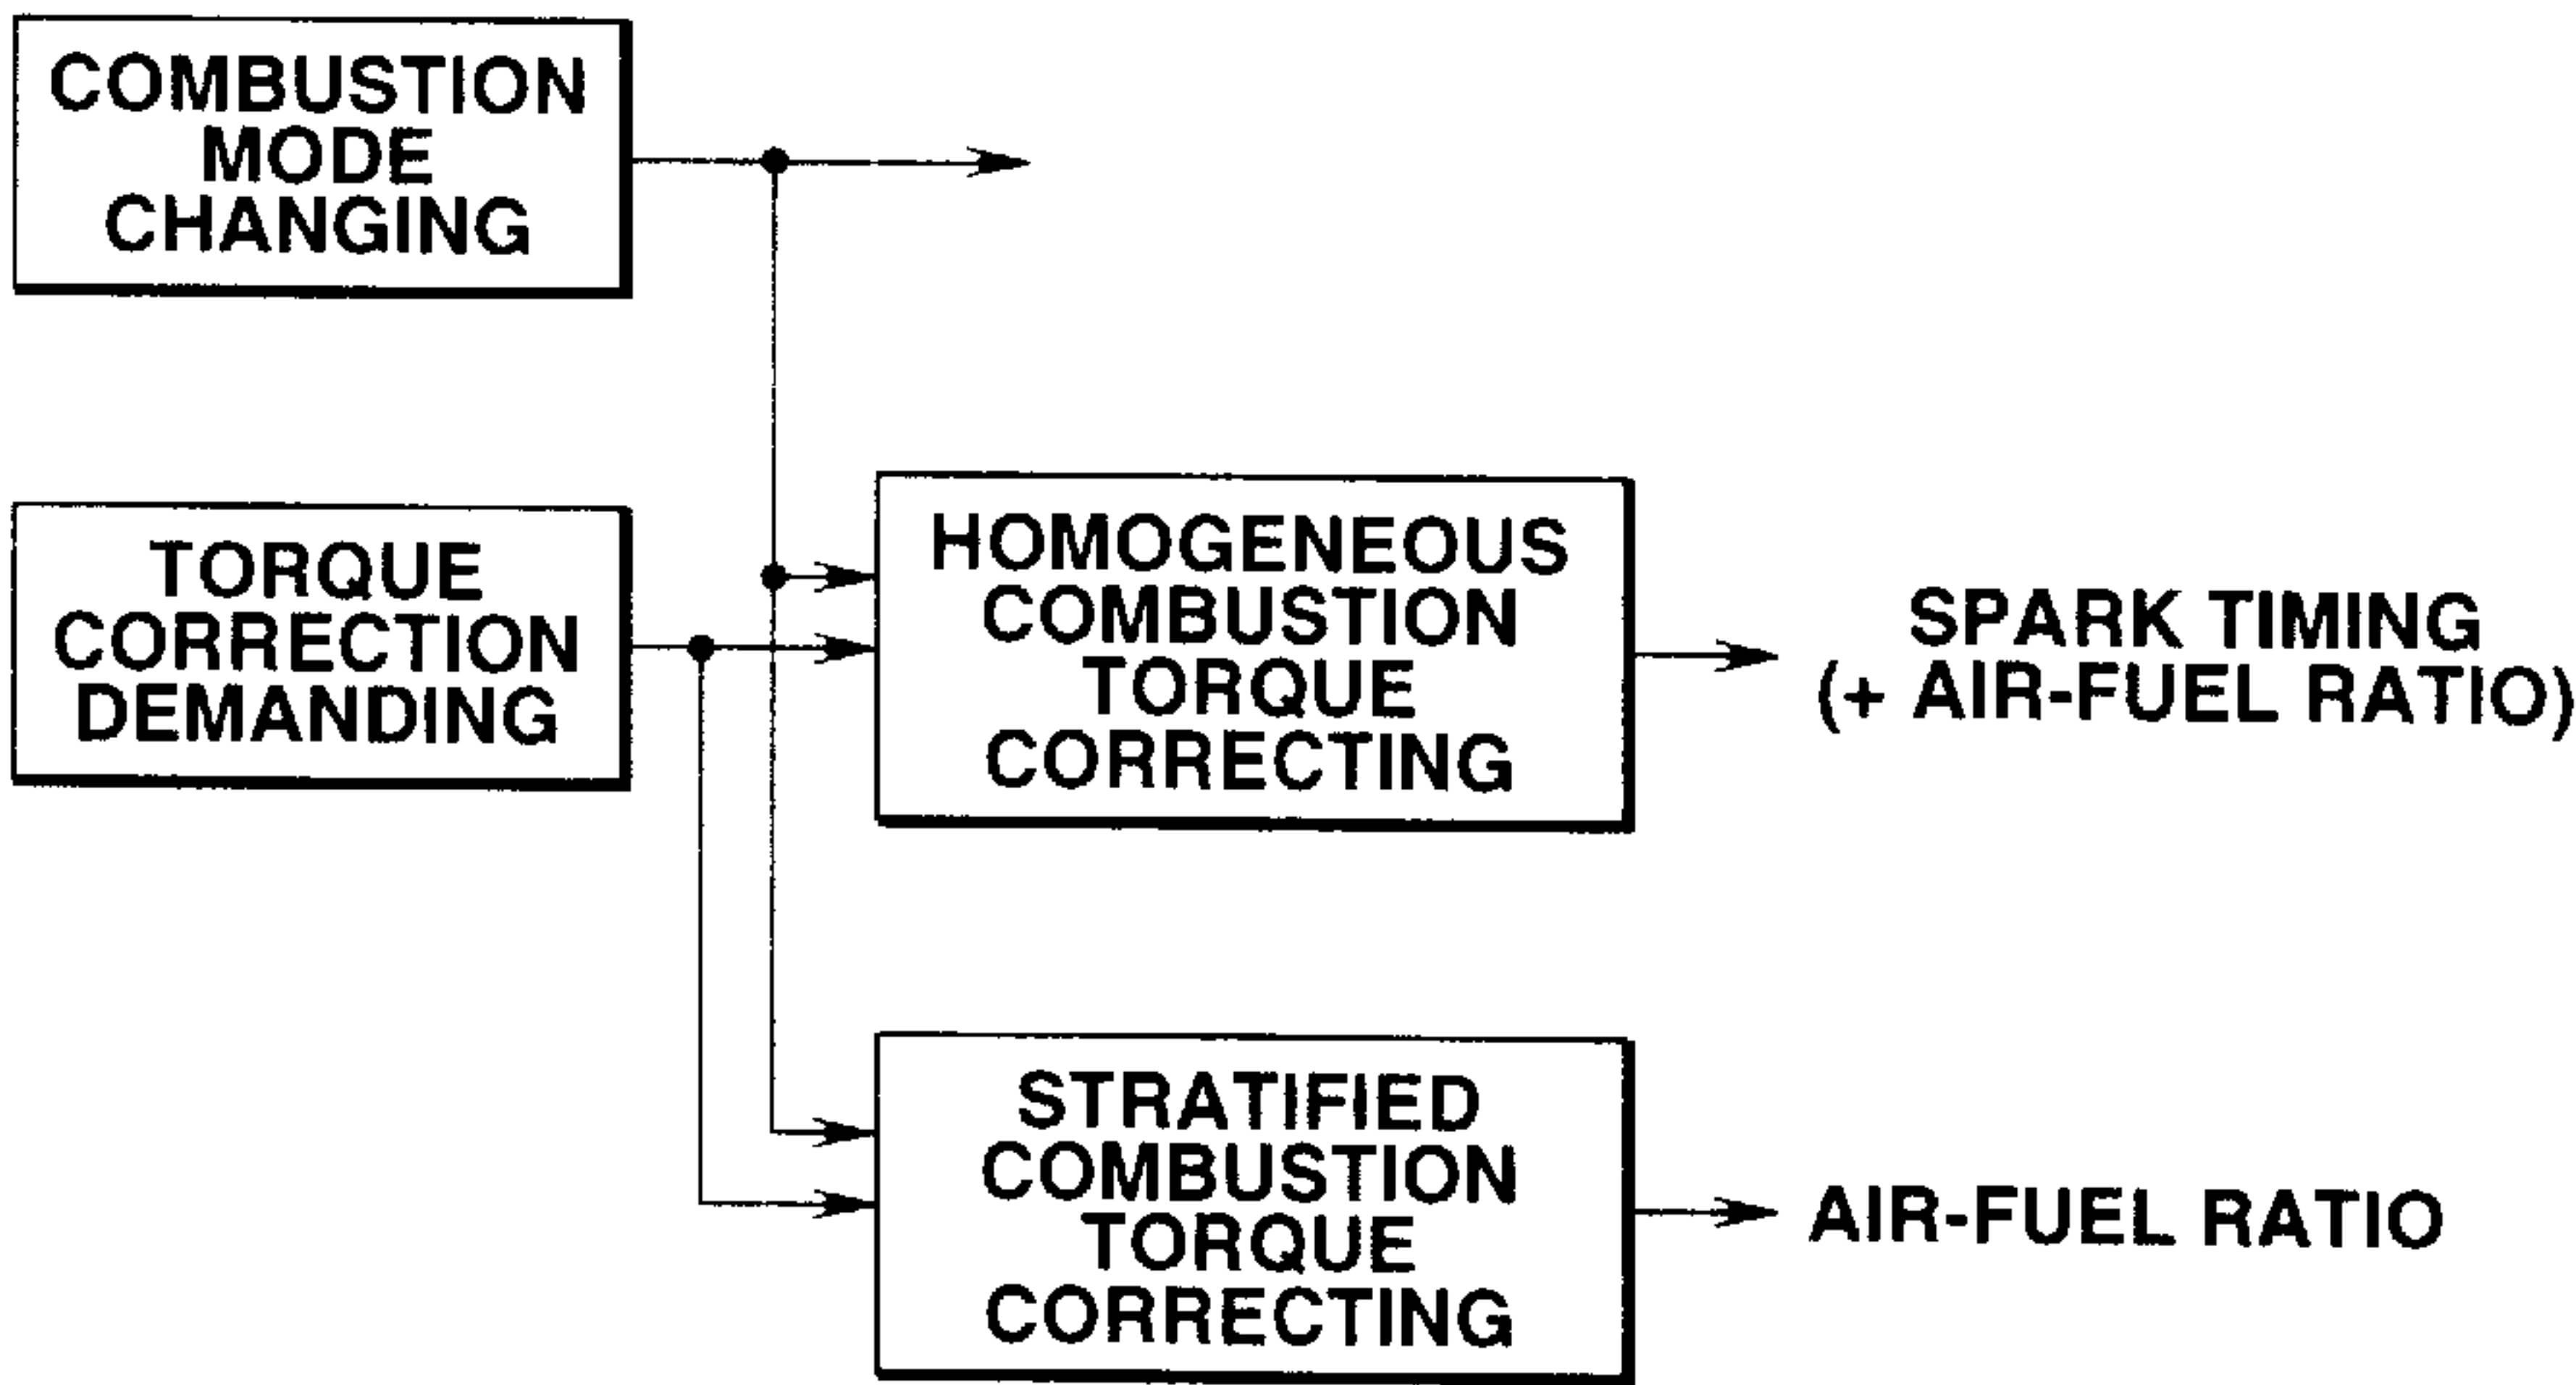 COMBUSTION
MODE
CHANGING
TORQUE
CORRECTION
DEMANDING
HOMOGENEOUS
COMBUSTION
TORQUE
CORRECTING
SPARK TIMING
(+ AIR-FUEL RATIO)
STRATIFIED
COMBUSTION
TORQUE
CORRECTING
AIR-FUEL RATIO